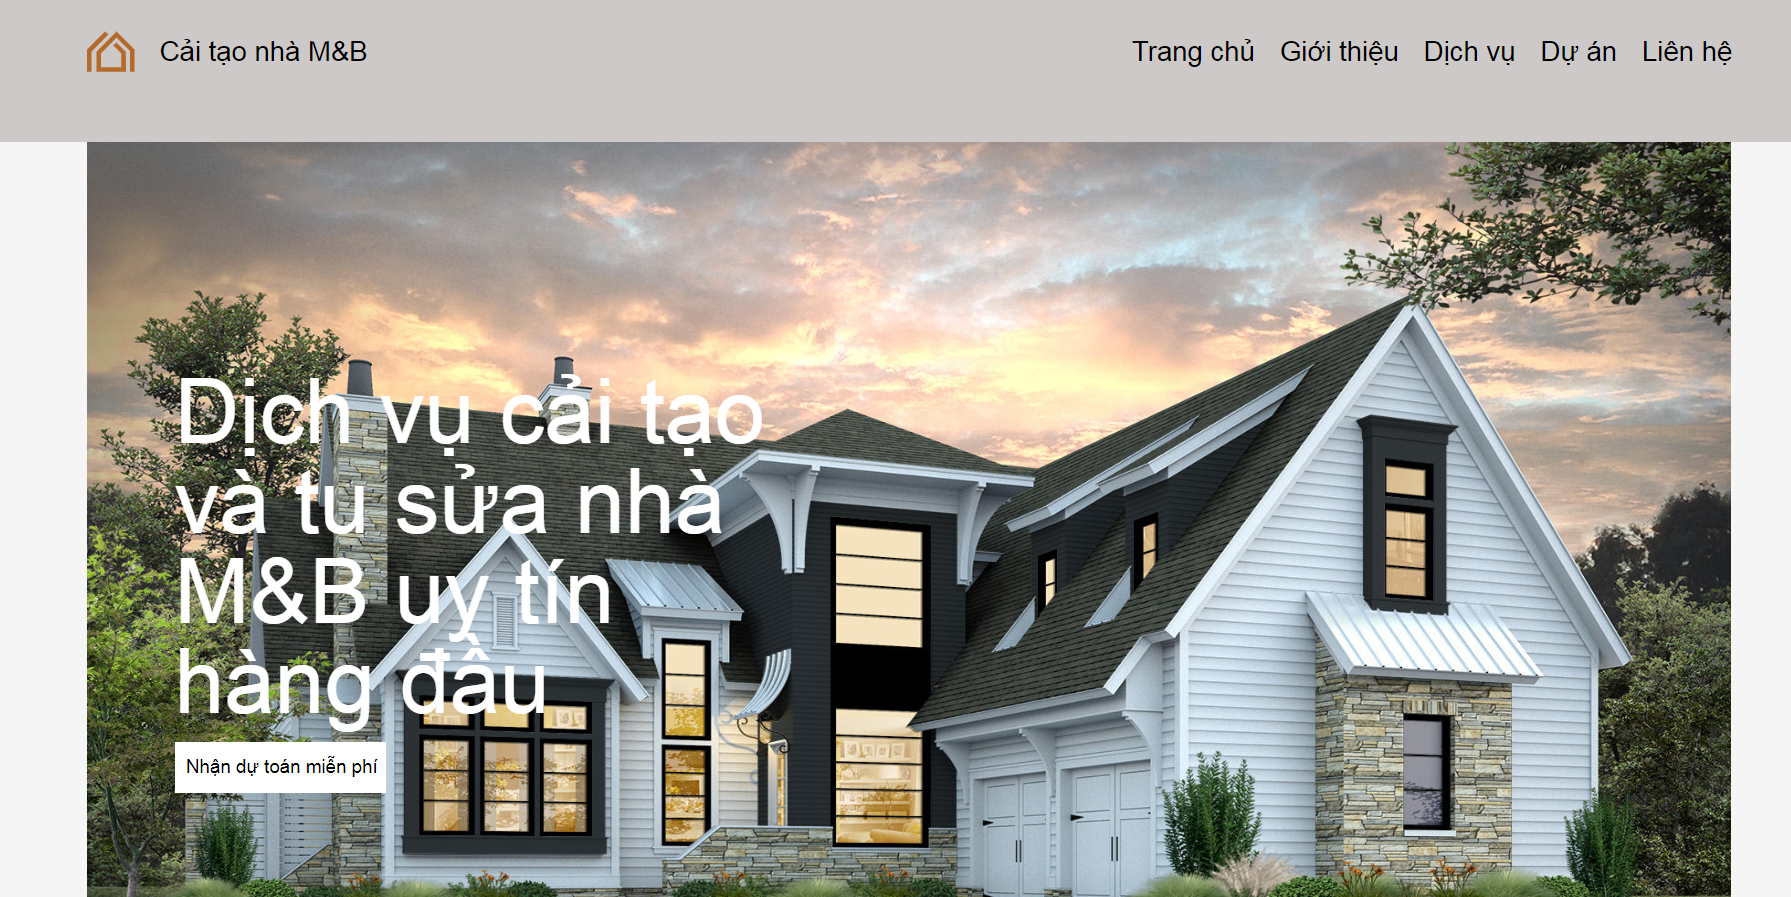 Cải tạo nhà M&B
Trang chủ Giới thiệu Dịch vụ Dự án Liên hệ
Dịch vụ cải tạo
và tu sửa nhà
M&B uy tín
hàng đầu
Nhận dự toán miễn phí